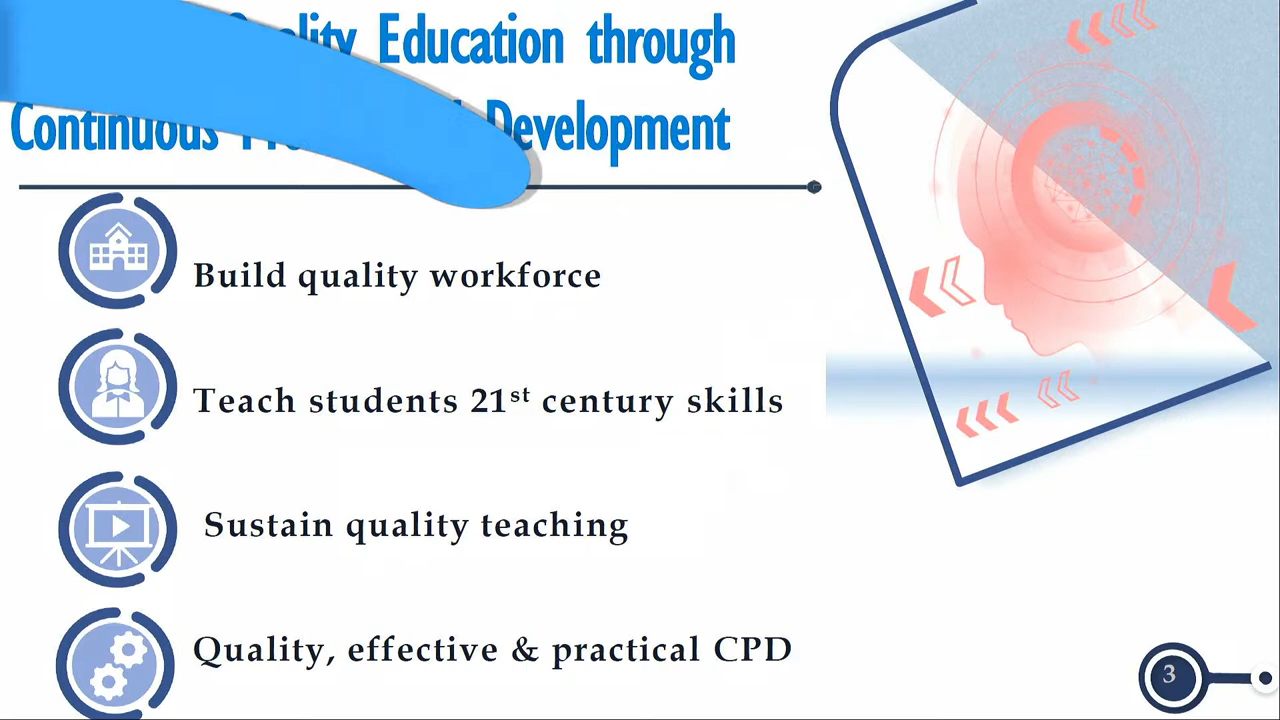 Education through
Continuous Development
Build quality workforce
Teach students 21st century skills
Sustain quality teaching
Quality, effective & practical CPD
3